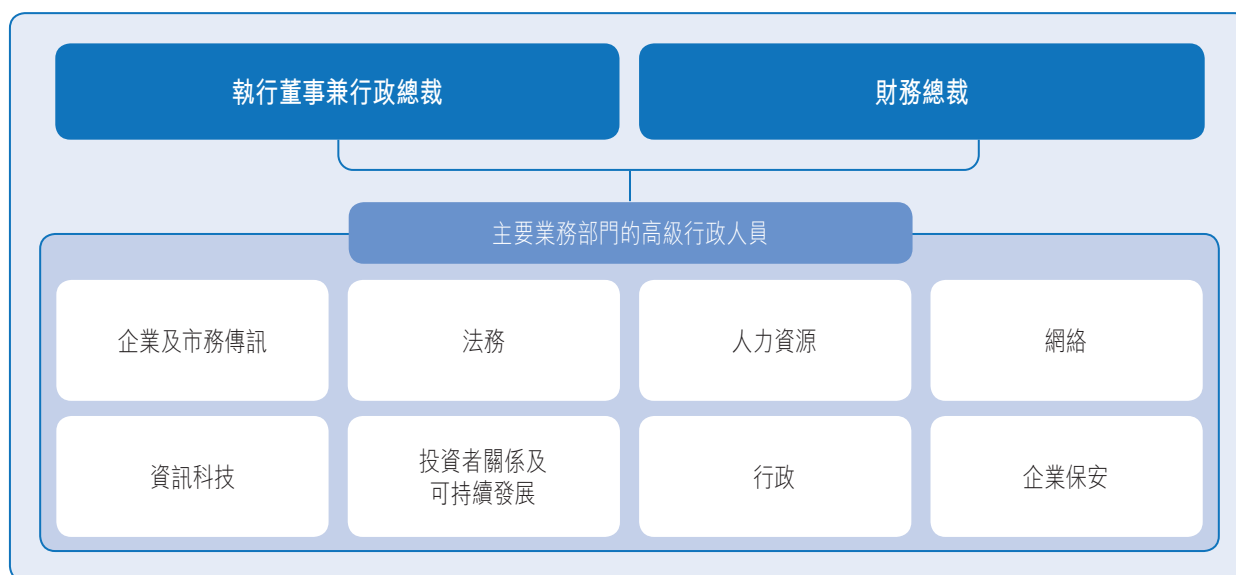 執行董事兼行政總裁
財務總裁
主要業務部門的高級行政人員
企業及市務傳訊
法務
人力資源
網絡
資訊科技
投資者關係及
可持續發展
行政
企業保安